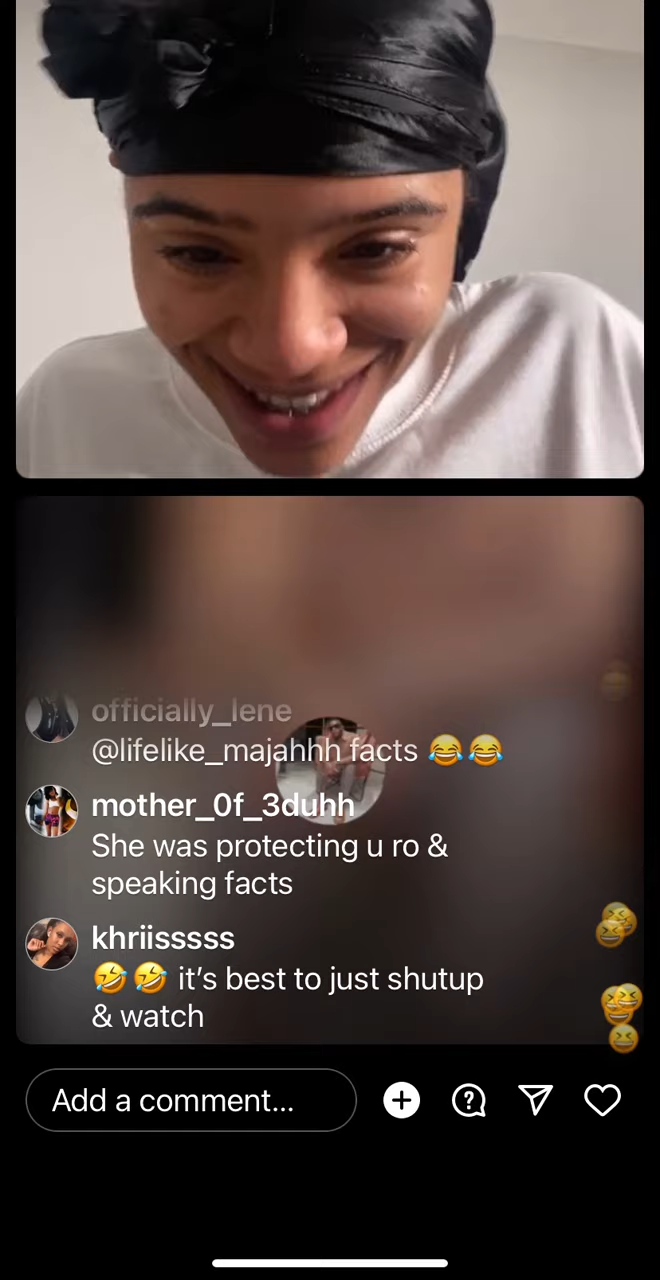 officially_lene
@lifelike_majahhh facts 😂😂
mother_0f_3duhh
She was protecting u ro &
speaking facts
khriisssss
🤣🤣 it’s best to just shutup
& watch
Add a comment...